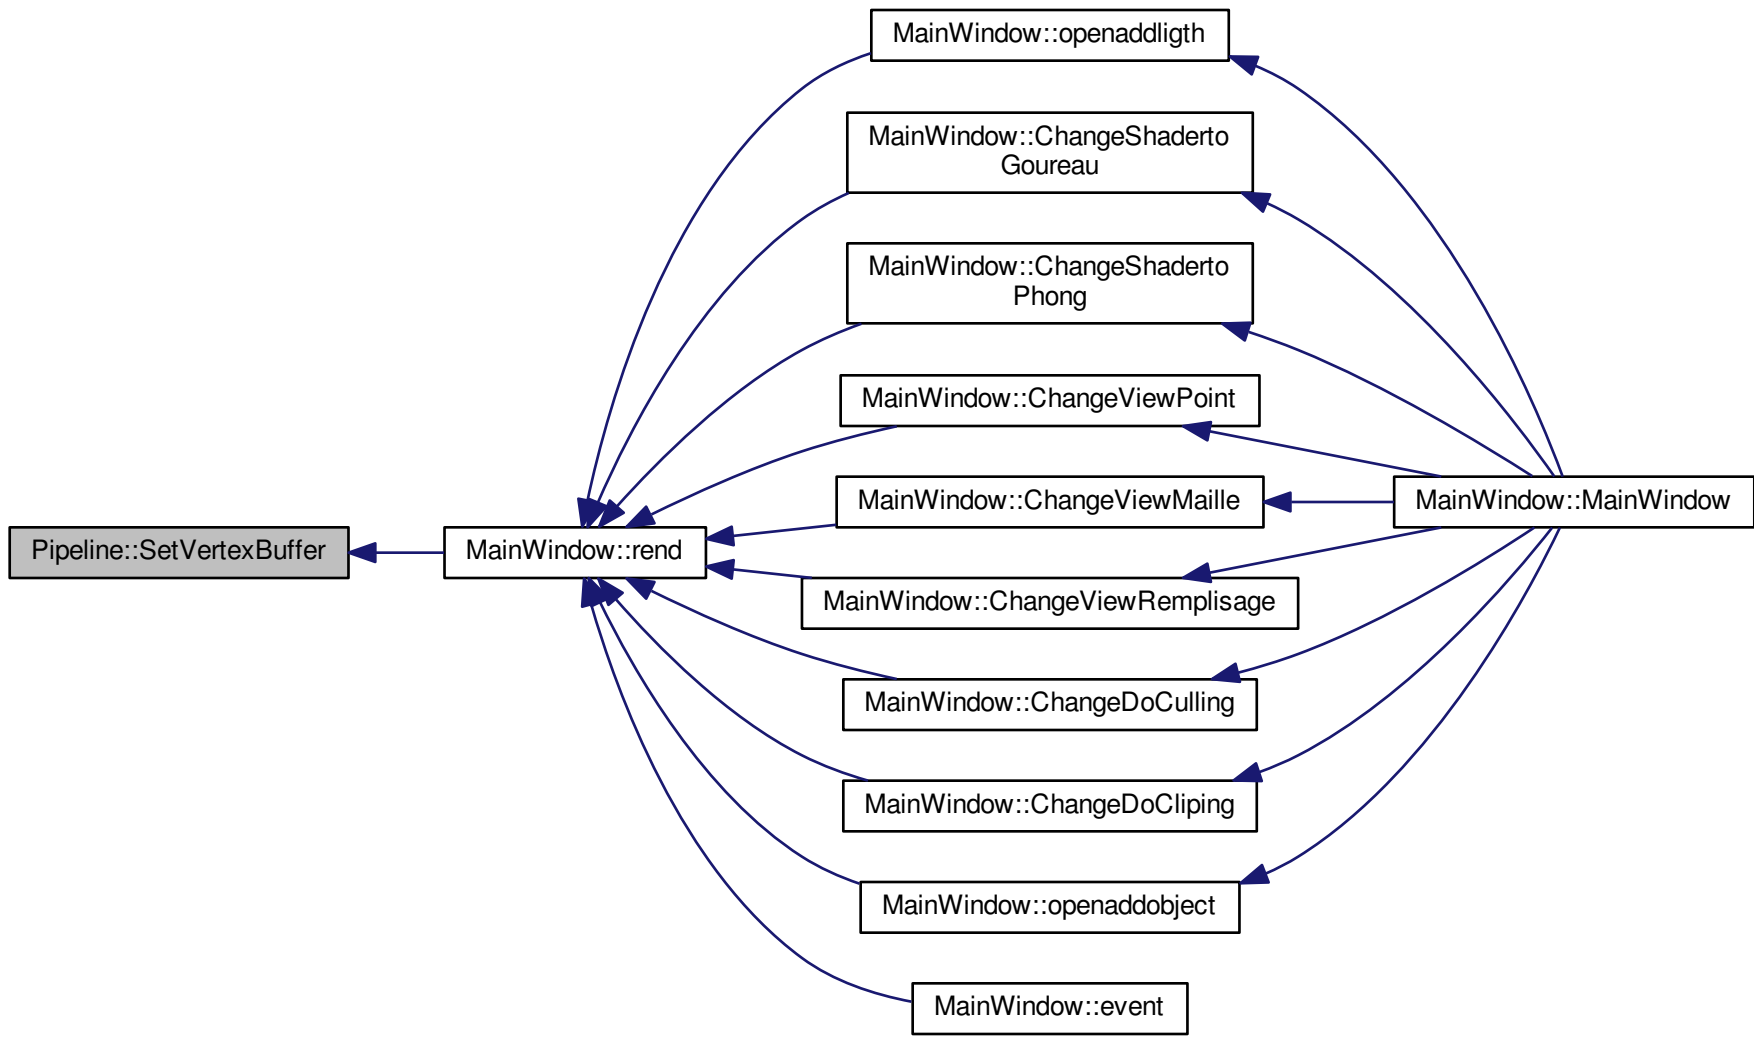 MainWindow::openaddligth
MainWindow::ChangeShaderto
Goureau
MainWindow::ChangeShaderto
Phong
MainWindow::ChangeViewPoint
MainWindow::ChangeViewMaille
MainWindow::MainWindow
Pipeline::SetVertexBuffer
MainWindow::rend
MainWindow::ChangeViewRemplisage
MainWindow::ChangeDoCulling
MainWindow::ChangeDoCliping
MainWindow::openaddobject
MainWindow::event